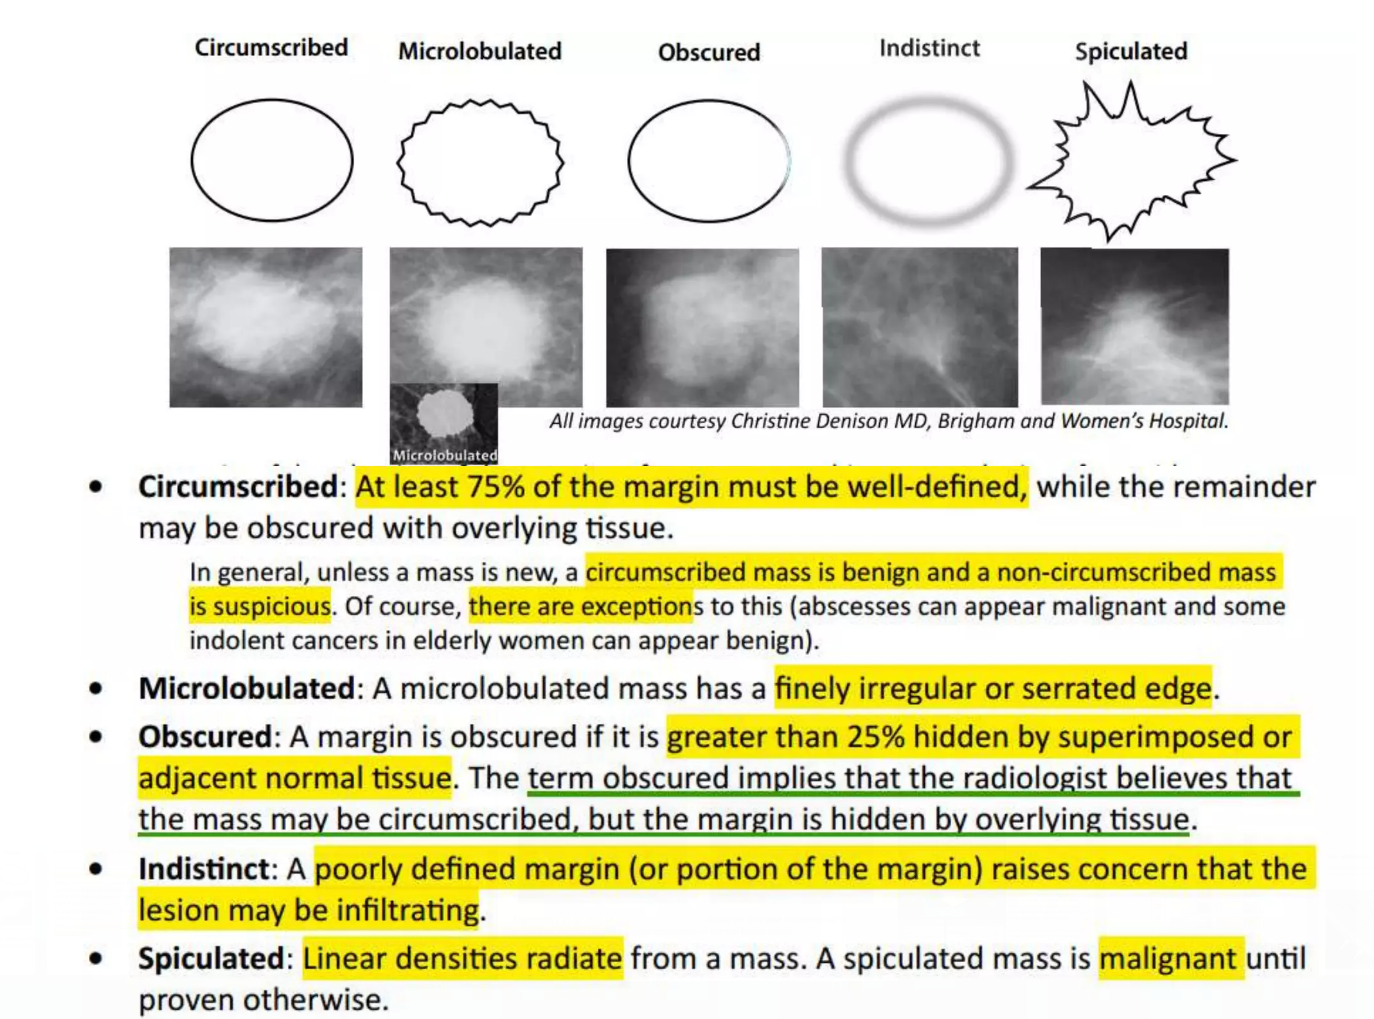 Circumscribed Microlobulated Obscured Indistinct Spiculated
Microlobulated
All images courtesy Christine Denison MD, Brigham and Women's Hospital.
• Circumscribed: At least 75% of the margin must be well-defined, while the remainder
may be obscured with overlying tissue.
In general, unless a mass is new, a circumscribed mass is benign and a non-circumscribed mass
is suspicious. Of course, there are exceptions to this (abscesses can appear malignant and some
indolent cancers in elderly women can appear benign).
• Microlobulated: A microlobulated mass has a finely irregular or serrated edge.
• Obscured: A margin is obscured if it is greater than 25% hidden by superimposed or
adjacent normal tissue. The term obscured implies that the radiologist believes that
the mass may be circumscribed, but the margin is hidden by overlying tissue.
• Indistinct: A poorly defined margin (or portion of the margin) raises concern that the
lesion may be infiltrating.
• Spiculated: Linear densities radiate from a mass. A spiculated mass is malignant until
proven otherwise.